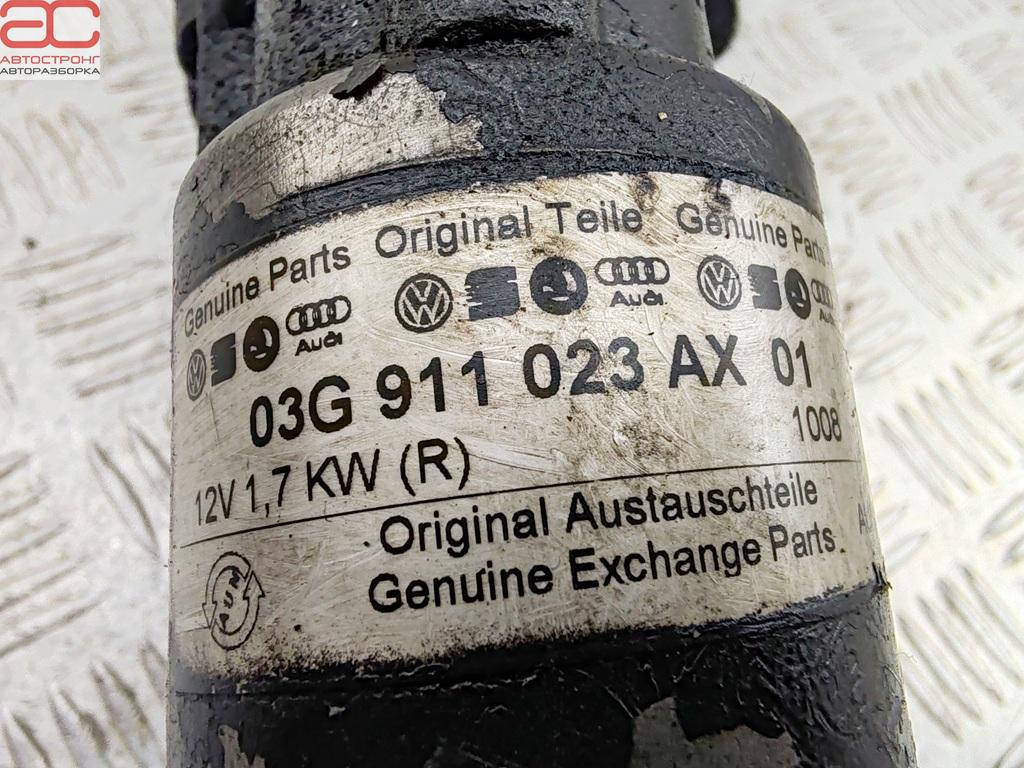 АВТОСТРОНГ
АВТОРАЗБОРКА
Genuine Parts Original Teile Genuine Parts
Audi Audi Audi
03G 911 023 AX 01
12V 1,7 KW (R) 1008
Original Austauschteile
Genuine Exchange Parts